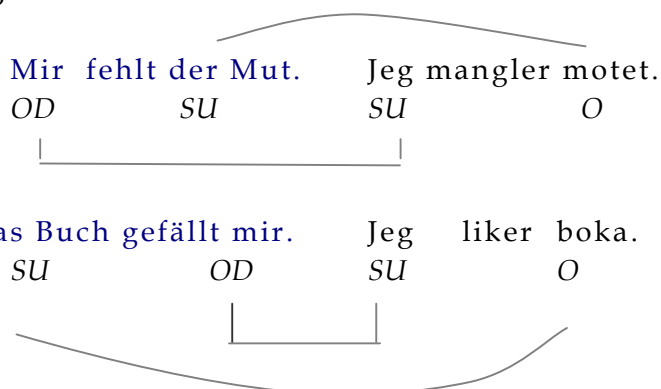 Mir fehlt der Mut. Jeg mangler motet.
OD SU SU O
Buch gefällt mir. Jeg liker boka.
SU OD SU O